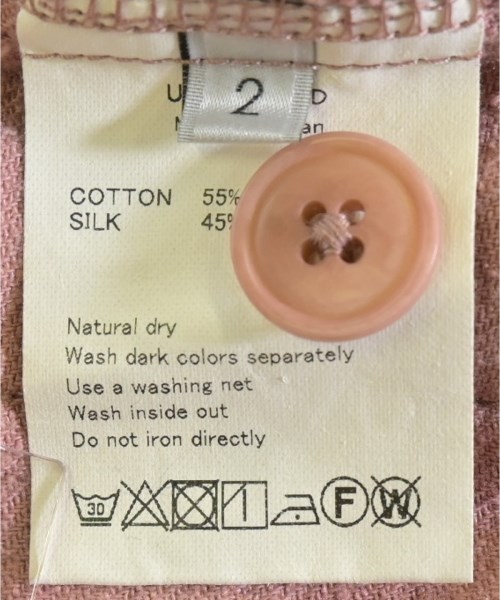 2
COTTON 55%
SILK 45%
Natural dry
Wash dark colors separately
Use a washing net
Wash inside out
Do not iron directly
30 F W